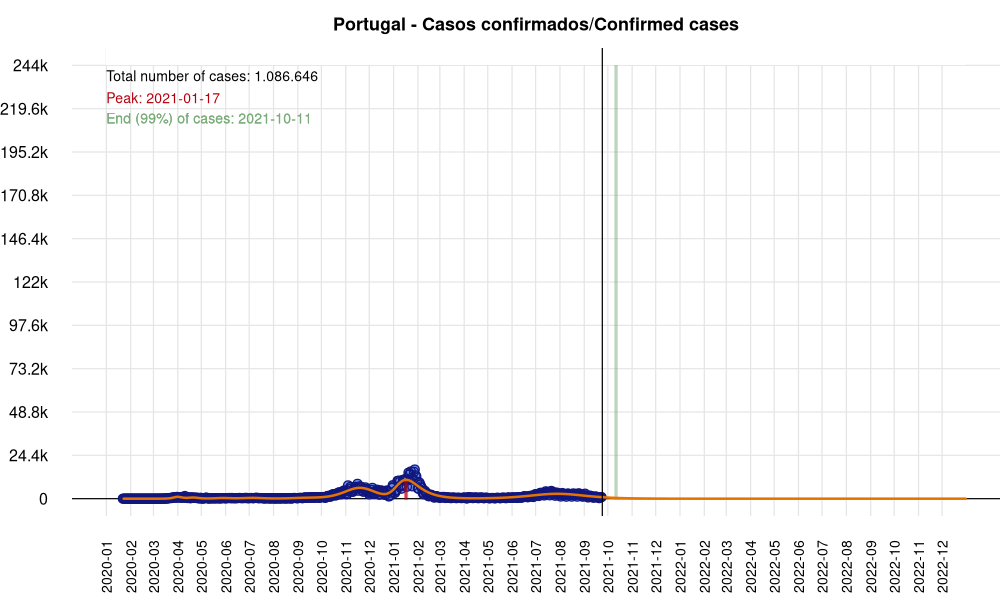 Portugal - Casos confirmados/Confirmed cases
Total number of cases: 1.086.646
Peak: 2021-01-17
End (99%) of cases: 2021-10-11
244k
219.6k
195.2k
170.8k
146.4k
122k
97.6k
73.2k
48.8k
24.4k
0
2020-01
2020-02
2020-03
2020-04
2020-05
2020-06
2020-07
2020-08
2020-09
2020-10
2020-11
2020-12
2021-01
2021-02
2021-03
2021-04
2021-05
2021-06
2021-07
2021-08
2021-09
2021-10
2021-11
2021-12
2022-01
2022-02
2022-03
2022-04
2022-05
2022-06
2022-07
2022-08
2022-09
2022-10
2022-11
2022-12